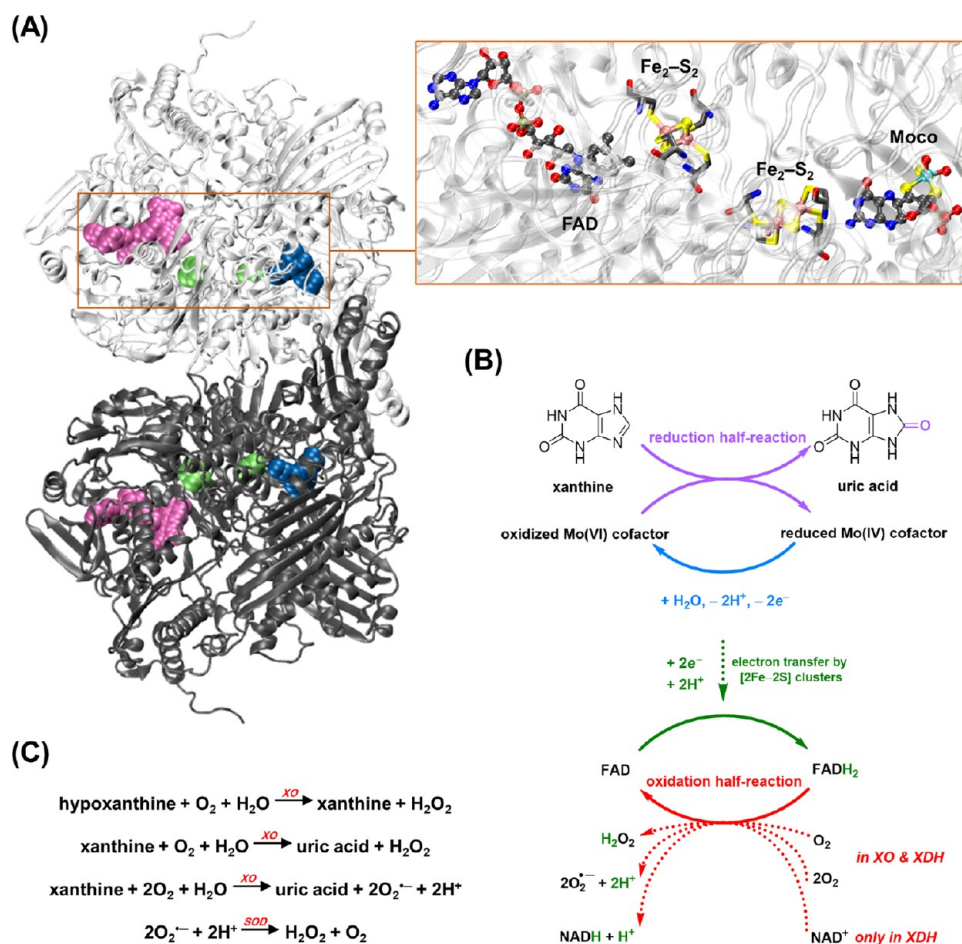 (A)
Fe₂–S₂
Moco
Fe₂–S₂
FAD
(B)
O
H
N
HN
O
N
H
N
xanthine
reduction half-reaction
O
H
N
HN
O
N
H
N
H
O
uric acid
oxidized Mo(VI) cofactor
reduced Mo(IV) cofactor
+ H₂O, – 2H⁺, – 2e⁻
+ 2e⁻
+ 2H⁺
electron transfer by
[2Fe–2S] clusters
FAD
FADH₂
oxidation half-reaction
H₂O₂
O₂
in XO & XDH
2O₂•⁻ + 2H⁺
2O₂
NADH + H⁺
NAD⁺ only in XDH
(C)
hypoxanthine + O₂ + H₂O XO→ xanthine + H₂O₂
xanthine + O₂ + H₂O XO→ uric acid + H₂O₂
xanthine + 2O₂ + H₂O XO→ uric acid + 2O₂•⁻ + 2H⁺
2O₂•⁻ + 2H⁺ SOD→ H₂O₂ + O₂